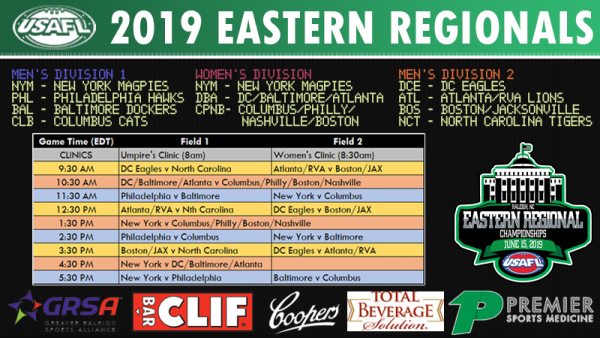 USAFL
2019 EASTERN REGIONALS
MEN'S DIVISION 1
NYM - NEW YORK MAGPIES
PHL - PHILADELPHIA HAWKS
BAL - BALTIMORE DOCKERS
CLB - COLUMBUS CATS
WOMEN'S DIVISION
NYM - NEW YORK MAGPIES
DBA - DC/BALTIMORE/ATLANTA
CPNB- COLUMBUS/PHILLY/
NASHVILLE/BOSTON
MEN'S DIVISION 2
DCE - DC EAGLES
ATL - ATLANTA/RVA LIONS
BOS - BOSTON/JACKSONVILLE
NCT - NORTH CAROLINA TIGERS
Game Time (EDT) Field 1 Field 2
CLINICS Umpire's Clinic (8am) Women's Clinic (8:30am)
9:30 AM DC Eagles v North Carolina Atlanta/RVA v Boston/JAX
10:30 AM DC/Baltimore/Atlanta v Columbus/Philly/Boston/Nashville
11:30 AM Philadelphia v Baltimore New York v Columbus
12:30 PM Atlanta/RVA v Nth Carolina DC Eagles v Boston/JAX
1:30 PM New York v Columbus/Philly/Boston/Nashville
2:30 PM Philadelphia v Columbus New York v Baltimore
3:30 PM Boston/JAX v North Carolina DC Eagles v Atlanta/RVA
4:30 PM New York v DC/Baltimore/Atlanta
5:30 PM New York v Philadelphia Baltimore v Columbus
RALEIGH, NC
EASTERN REGIONAL
CHAMPIONSHIPS
JUNE 15, 2019
USAFL
GRSA
GREATER RALEIGH
SPORTS ALLIANCE
BAR CLIF
Coopers
TOTAL
BEVERAGE
Solution.
P PREMIER
SPORTS MEDICINE